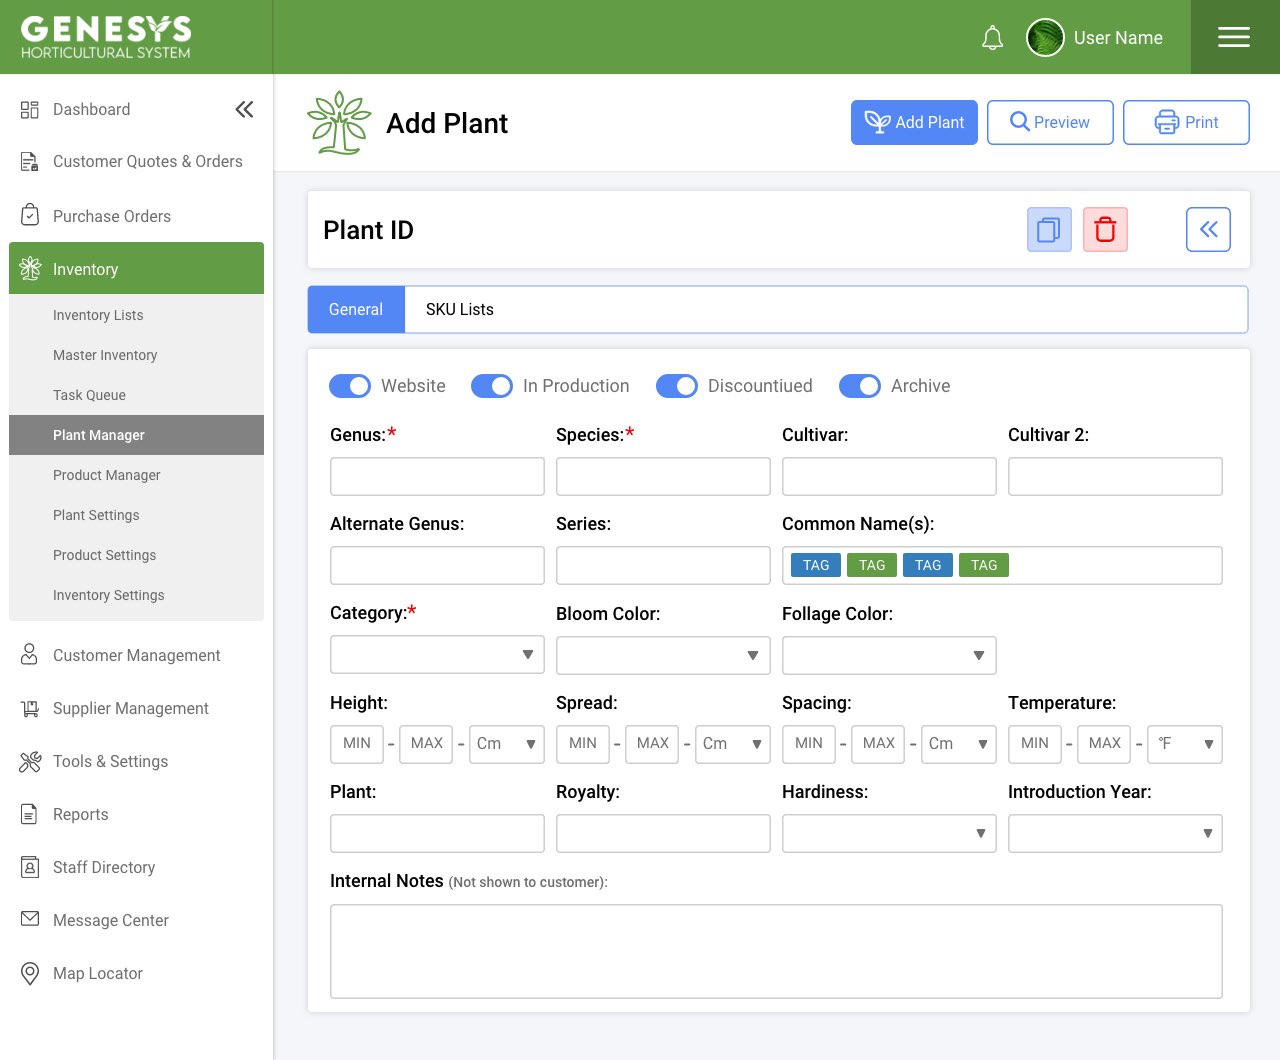 GENESYS
HORTICULTURAL SYSTEM
User Name
Dashboard
Customer Quotes & Orders
Purchase Orders
Inventory
Inventory Lists
Master Inventory
Task Queue
Plant Manager
Product Manager
Plant Settings
Product Settings
Inventory Settings
Customer Management
Supplier Management
Tools & Settings
Reports
Staff Directory
Message Center
Map Locator
Add Plant
Add Plant Preview Print
Plant ID
General SKU Lists
Website In Production Discountiued Archive
Genus:* Species:* Cultivar: Cultivar 2:
Alternate Genus: Series: Common Name(s):
TAG TAG TAG TAG
Category:* Bloom Color: Follage Color:
Height: Spread: Spacing: Temperature:
MIN - MAX - Cm MIN - MAX - Cm MIN - MAX - Cm MIN - MAX - °F
Plant: Royalty: Hardiness: Introduction Year:
Internal Notes (Not shown to customer):